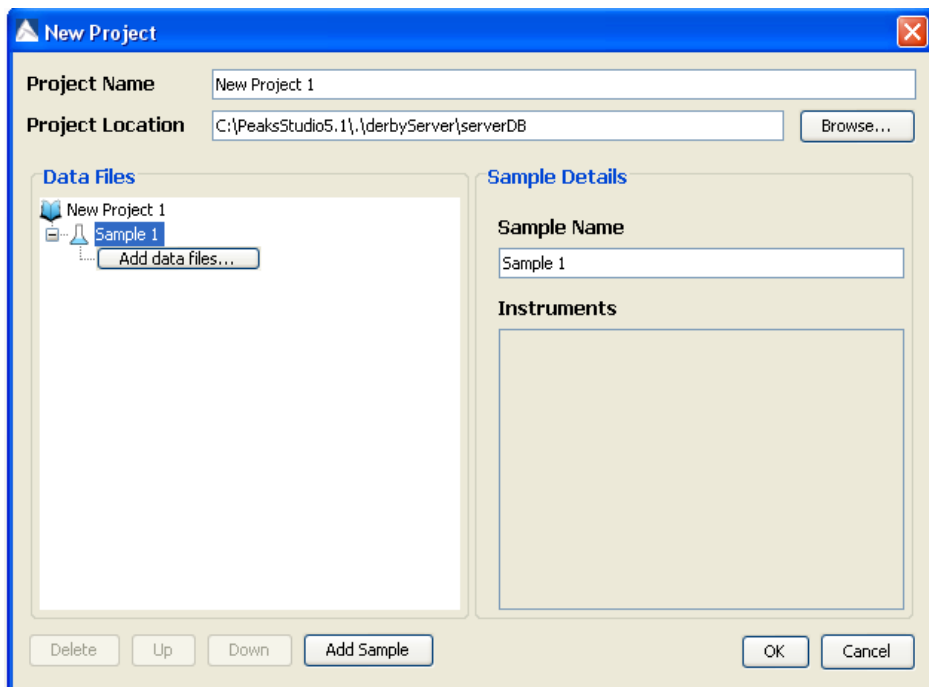 New Project
Project Name
New Project 1
Project Location
C:\PeaksStudio5.1\.\derbyServer\serverDB
Browse...
Data Files
New Project 1
Sample 1
Add data files...
Sample Details
Sample Name
Sample 1
Instruments
Delete
Up
Down
Add Sample
OK
Cancel